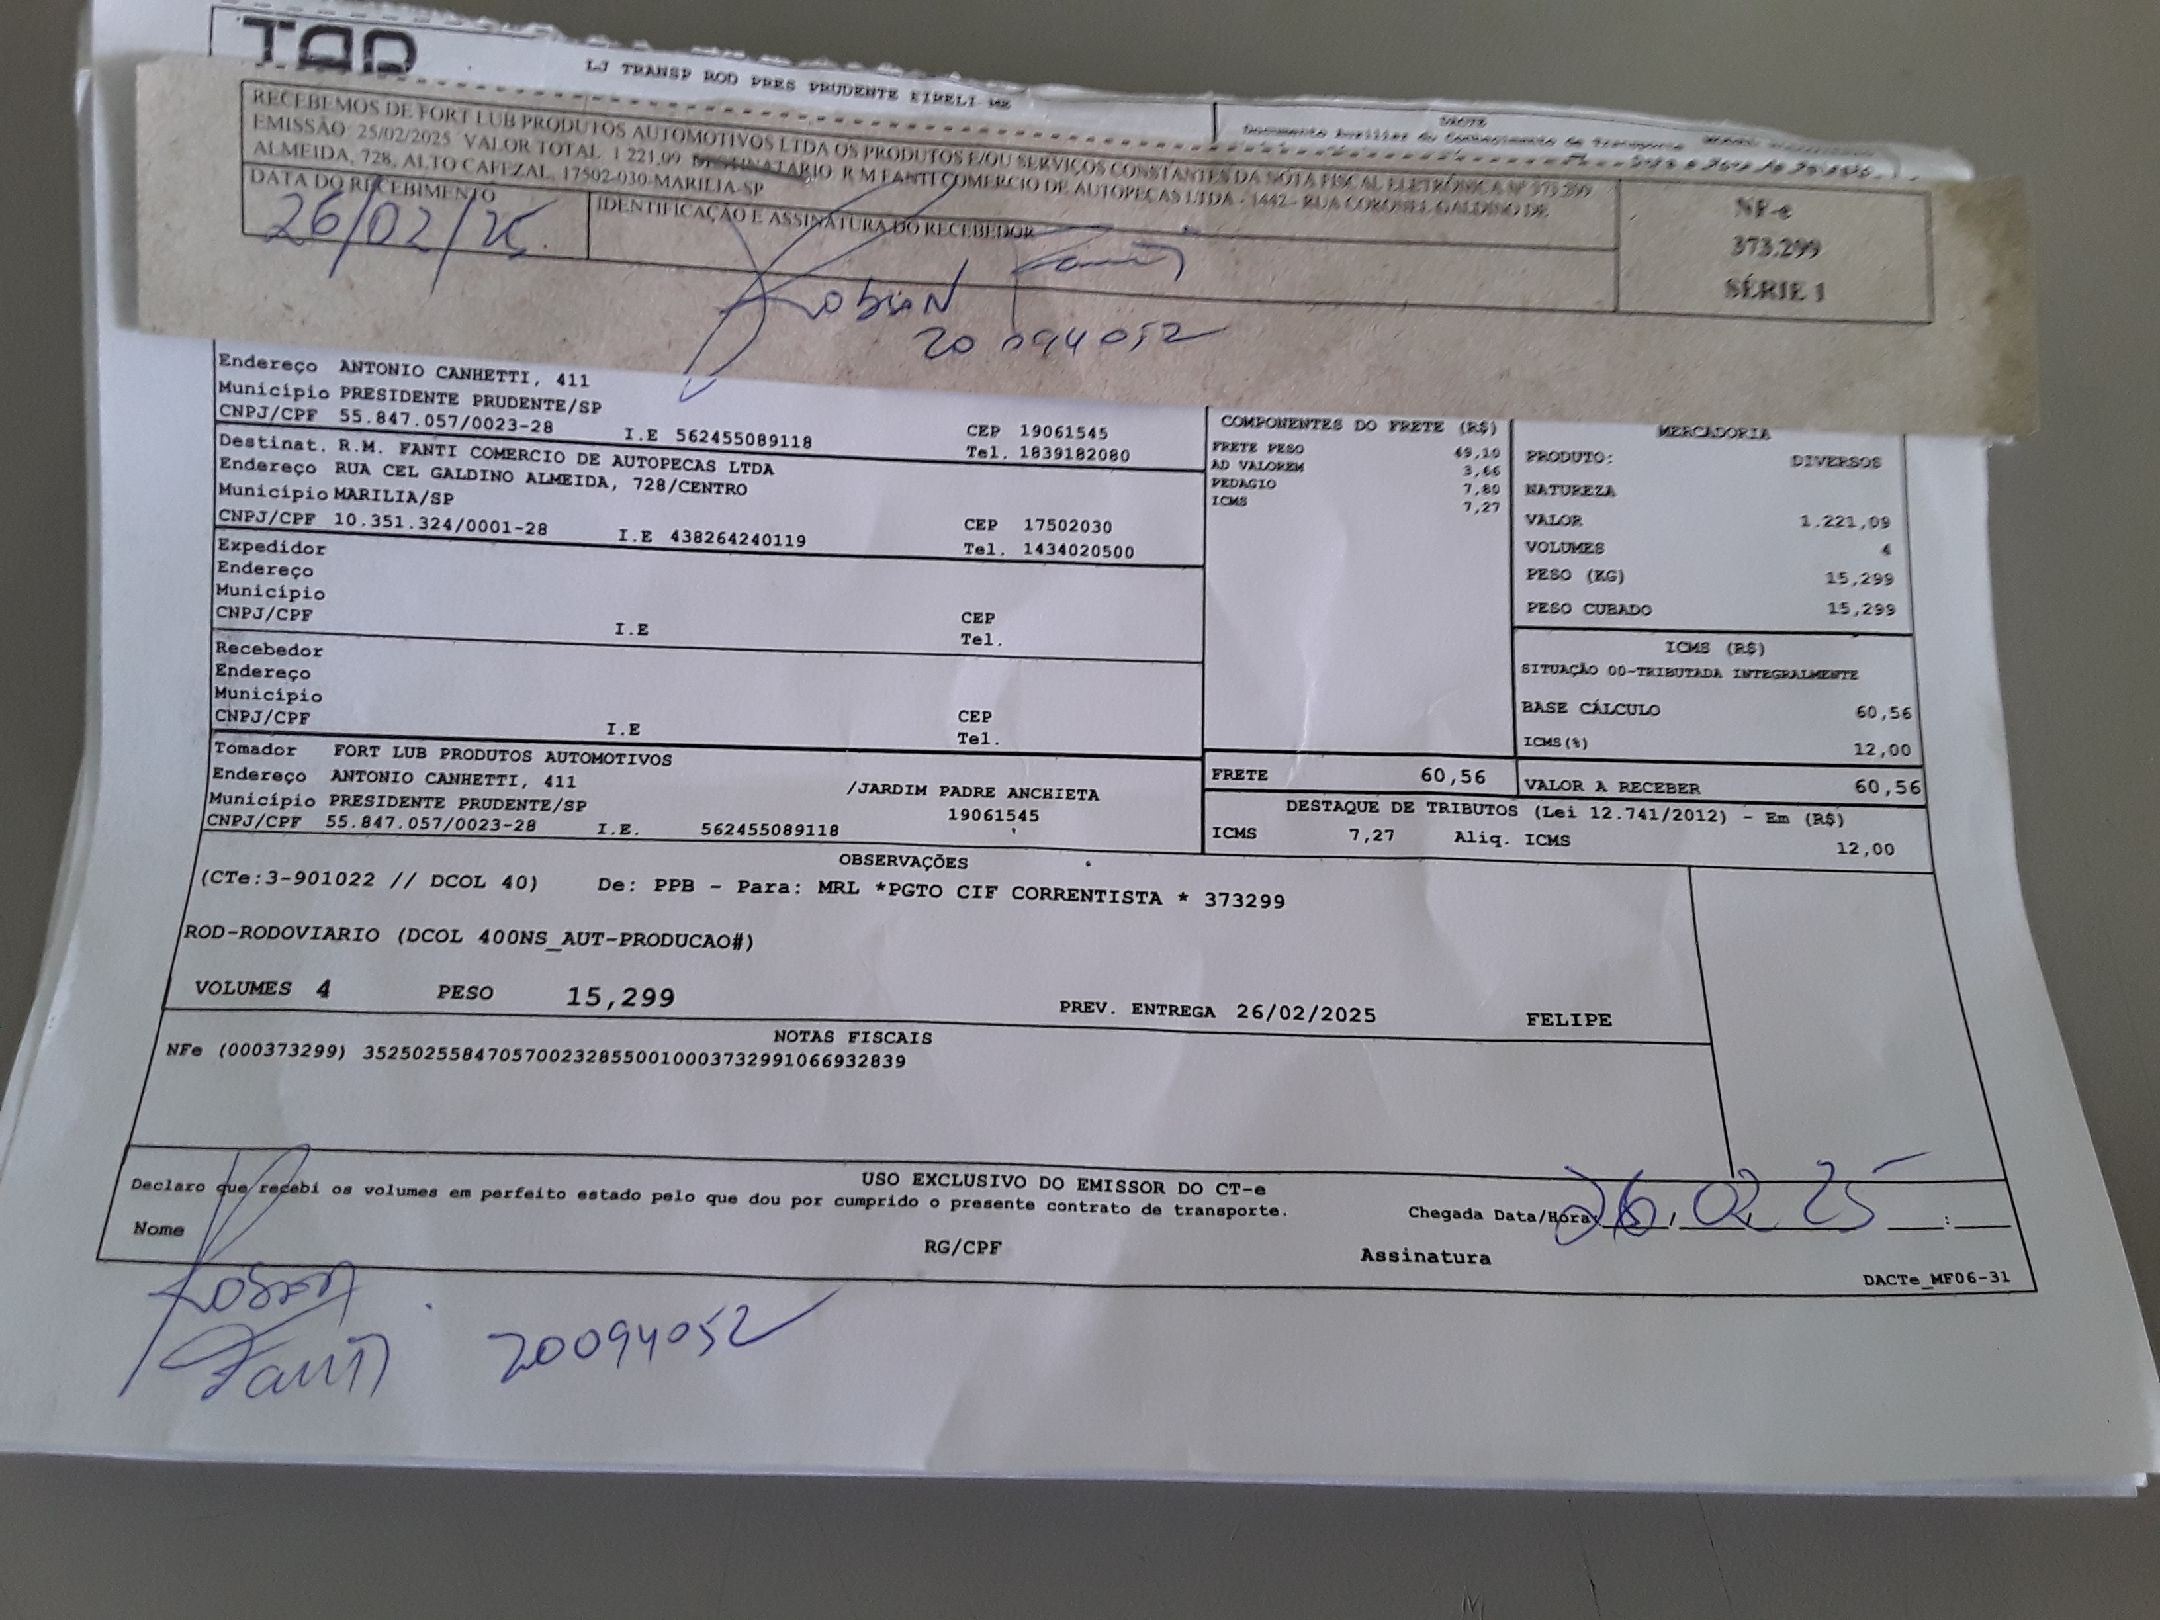 LJ TRANSP ROD PRES PRUDENTE EIRELI ME
DACTE
RECEBEMOS DE FORT LUB PRODUTOS AUTOMOTIVOS LTDA OS PRODUTOS E/OU SERVIÇOS CONSTANTES DA NOTA FISCAL ELETRÔNICA Nº 373.299
EMISSÃO: 25/02/2025 VALOR TOTAL 1 221,09 DESTINATÁRIO: R M FANTI COMERCIO DE AUTOPEÇAS LTDA - 1442 - RUA CORONEL GALDINO DE
ALMEIDA, 728, ALTO CAFEZAL, 17502-030-MARILIA-SP
DATA DO RECEBIMENTO
26/02/25
IDENTIFICAÇÃO E ASSINATURA DO RECEBEDOR
Robson Fanti
20094052
NF-e
373.299
SÉRIE 1
Endereço ANTONIO CANHETTI, 411
Município PRESIDENTE PRUDENTE/SP
CNPJ/CPF 55.847.057/0023-28 I.E 562455089118
CEP 19061545
Tel. 1839182080
Destinat. R.M. FANTI COMERCIO DE AUTOPECAS LTDA
Endereço RUA CEL GALDINO ALMEIDA, 728/CENTRO
Município MARILIA/SP
CNPJ/CPF 10.351.324/0001-28 I.E 438264240119
CEP 17502030
Tel. 1434020500
Expedidor
Endereço
Município
CNPJ/CPF I.E
CEP
Tel.
Recebedor
Endereço
Município
CNPJ/CPF I.E
CEP
Tel.
Tomador FORT LUB PRODUTOS AUTOMOTIVOS
Endereço ANTONIO CANHETTI, 411 /JARDIM PADRE ANCHIETA
Município PRESIDENTE PRUDENTE/SP 19061545
CNPJ/CPF 55.847.057/0023-28 I.E. 562455089118
COMPONENTES DO FRETE (R$)
FRETE PESO 49,10
AD VALOREM 3,66
PEDAGIO 7,80
ICMS 7,27
MERCADORIA
PRODUTO: DIVERSOS
NATUREZA
VALOR 1.221,09
VOLUMES 4
PESO (KG) 15,299
PESO CUBADO 15,299
ICMS (R$)
SITUAÇÃO 00-TRIBUTADA INTEGRALMENTE
BASE CÁLCULO 60,56
ICMS(%) 12,00
FRETE 60,56
VALOR A RECEBER 60,56
DESTAQUE DE TRIBUTOS (Lei 12.741/2012) - Em (R$)
ICMS 7,27 Aliq. ICMS 12,00
OBSERVAÇÕES
(CTe:3-901022 // DCOL 40) De: PPB - Para: MRL *PGTO CIF CORRENTISTA * 373299
ROD-RODOVIARIO (DCOL 400NS_AUT-PRODUCAO#)
VOLUMES 4 PESO 15,299 PREV. ENTREGA 26/02/2025 FELIPE
NOTAS FISCAIS
NFe (000373299) 35250255847057002328550010003732991066932839
USO EXCLUSIVO DO EMISSOR DO CT-e
Declaro que recebi os volumes em perfeito estado pelo que dou por cumprido o presente contrato de transporte.
Chegada Data/Hora: 26,02 25 :
Nome RG/CPF Assinatura
DACTe_MF06-31
Robson
Fanti 20094052